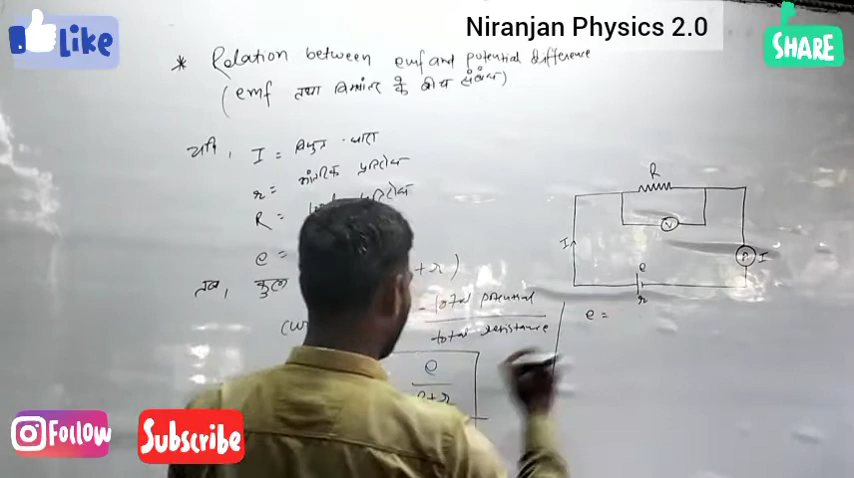 Like
Niranjan Physics 2.0
SHARE
* Relation between emf and potential difference
(emf तथा विभवांतर के बीच संबंध)
यदि, I = विद्युत धारा
r = आंतरिक प्रतिरोध
R =
e =
तब, कुल
+ r)
total potential
total resistance
e
R
V
I
A I
e
r
e =
Follow
Subscribe